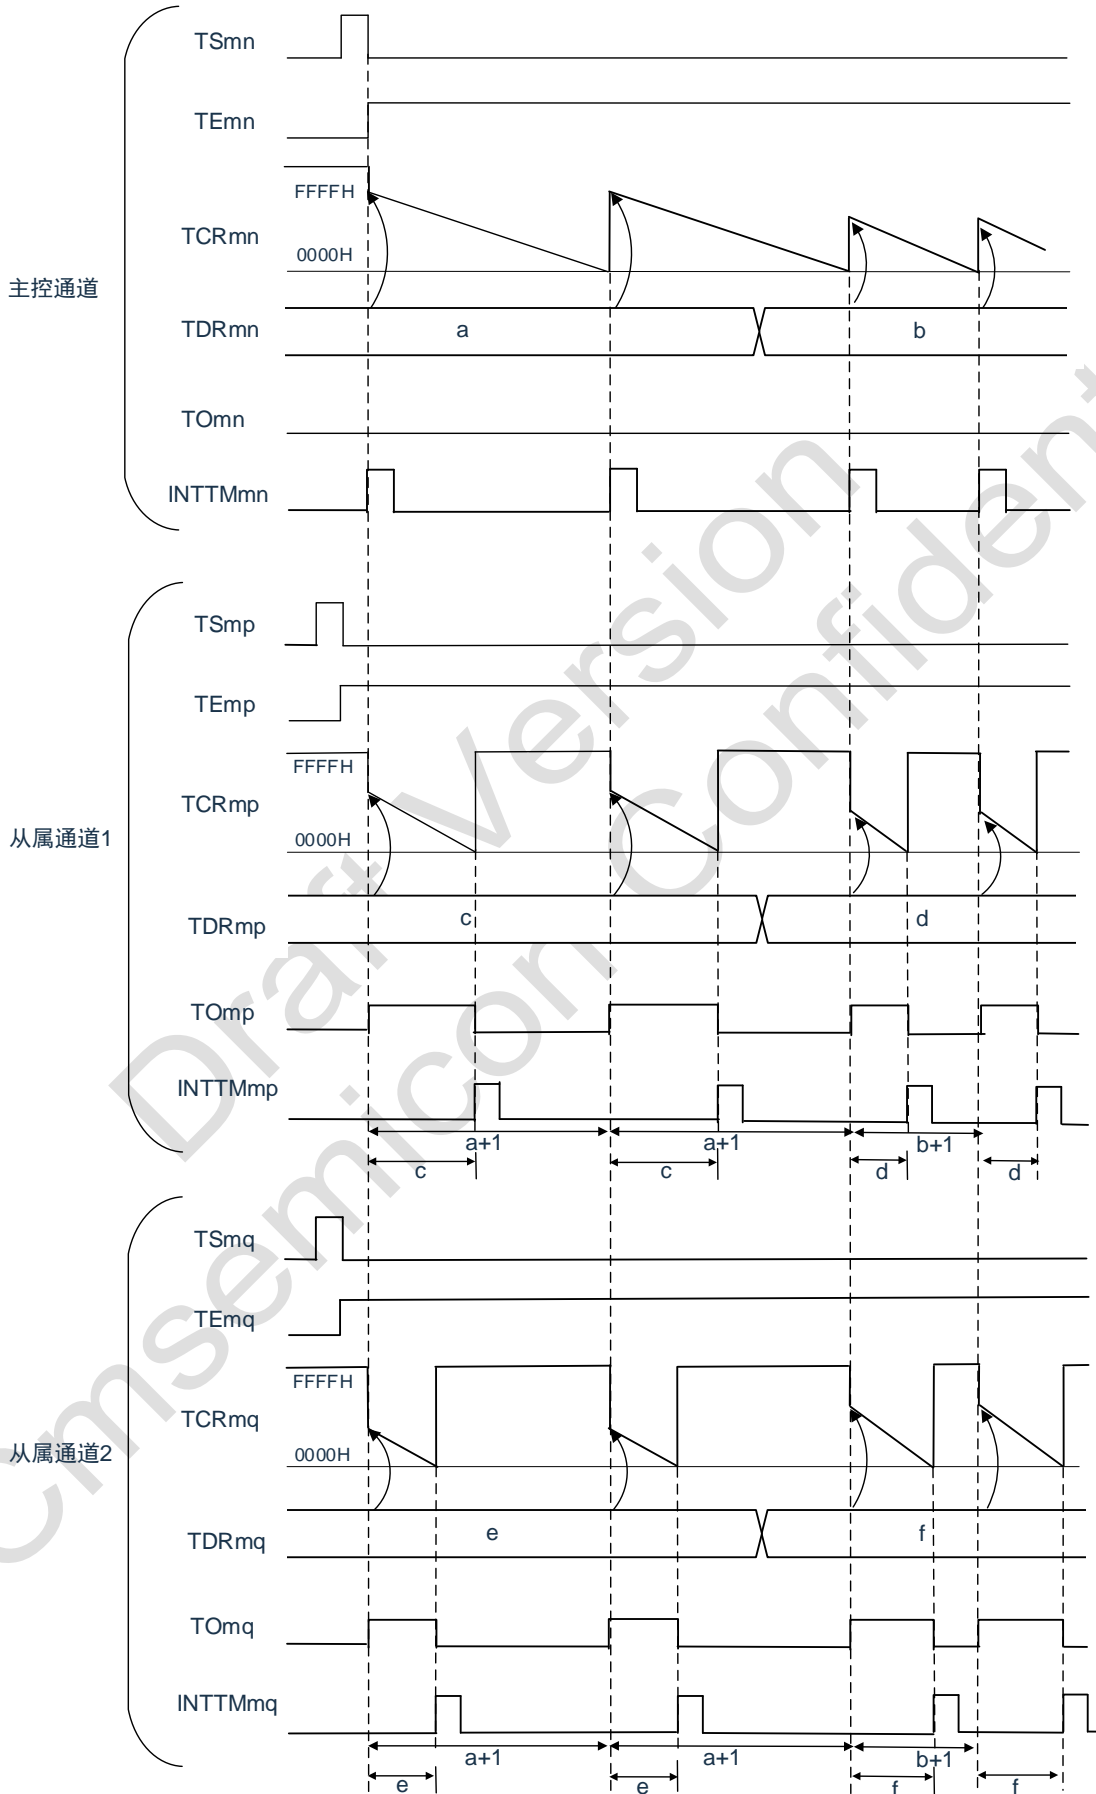 TSmn
TEmn
FFFFH
TCRmn
0000H
主控通道
TDRmn
a
b
TOmn
INTTMmn
TSmp
TEmp
FFFFH
TCRmp
从属通道1
0000H
TDRmp
c
d
TOmp
INTTMmp
a+1
a+1
b+1
c
c
d
d
TSmq
TEmq
FFFFH
TCRmq
从属通道2
0000H
TDRmq
e
f
TOmq
INTTMmq
a+1
a+1
b+1
e
e
f
f
Draft Version
Cmsemicon Confident